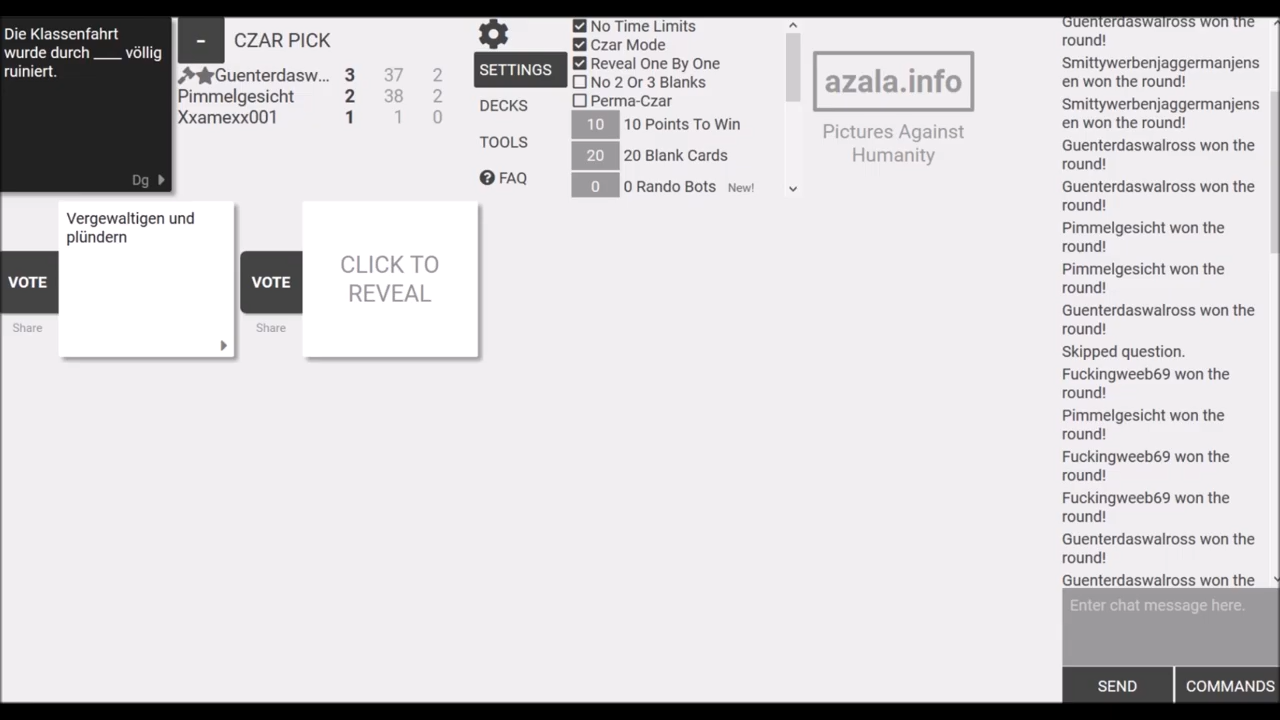 Die Klassenfahrt
wurde durch ____ völlig
ruiniert.
Dg
-
CZAR PICK
Guenterdasw... 3 37 2
Pimmelgesicht 2 38 2
Xxamexx001 1 1 0
SETTINGS
DECKS
TOOLS
FAQ
No Time Limits
Czar Mode
Reveal One By One
No 2 Or 3 Blanks
Perma-Czar
10 10 Points To Win
20 20 Blank Cards
0 0 Rando Bots New!
azala.info
Pictures Against
Humanity
VOTE
Share
Vergewaltigen und
plündern
VOTE
Share
CLICK TO
REVEAL
Guenterdaswalross won the
round!
Smittywerbenjaggermanjens
en won the round!
Smittywerbenjaggermanjens
en won the round!
Guenterdaswalross won the
round!
Guenterdaswalross won the
round!
Pimmelgesicht won the
round!
Pimmelgesicht won the
round!
Guenterdaswalross won the
round!
Skipped question.
Fuckingweeb69 won the
round!
Pimmelgesicht won the
round!
Fuckingweeb69 won the
round!
Fuckingweeb69 won the
round!
Guenterdaswalross won the
round!
Guenterdaswalross won the
Enter chat message here.
SEND
COMMANDS